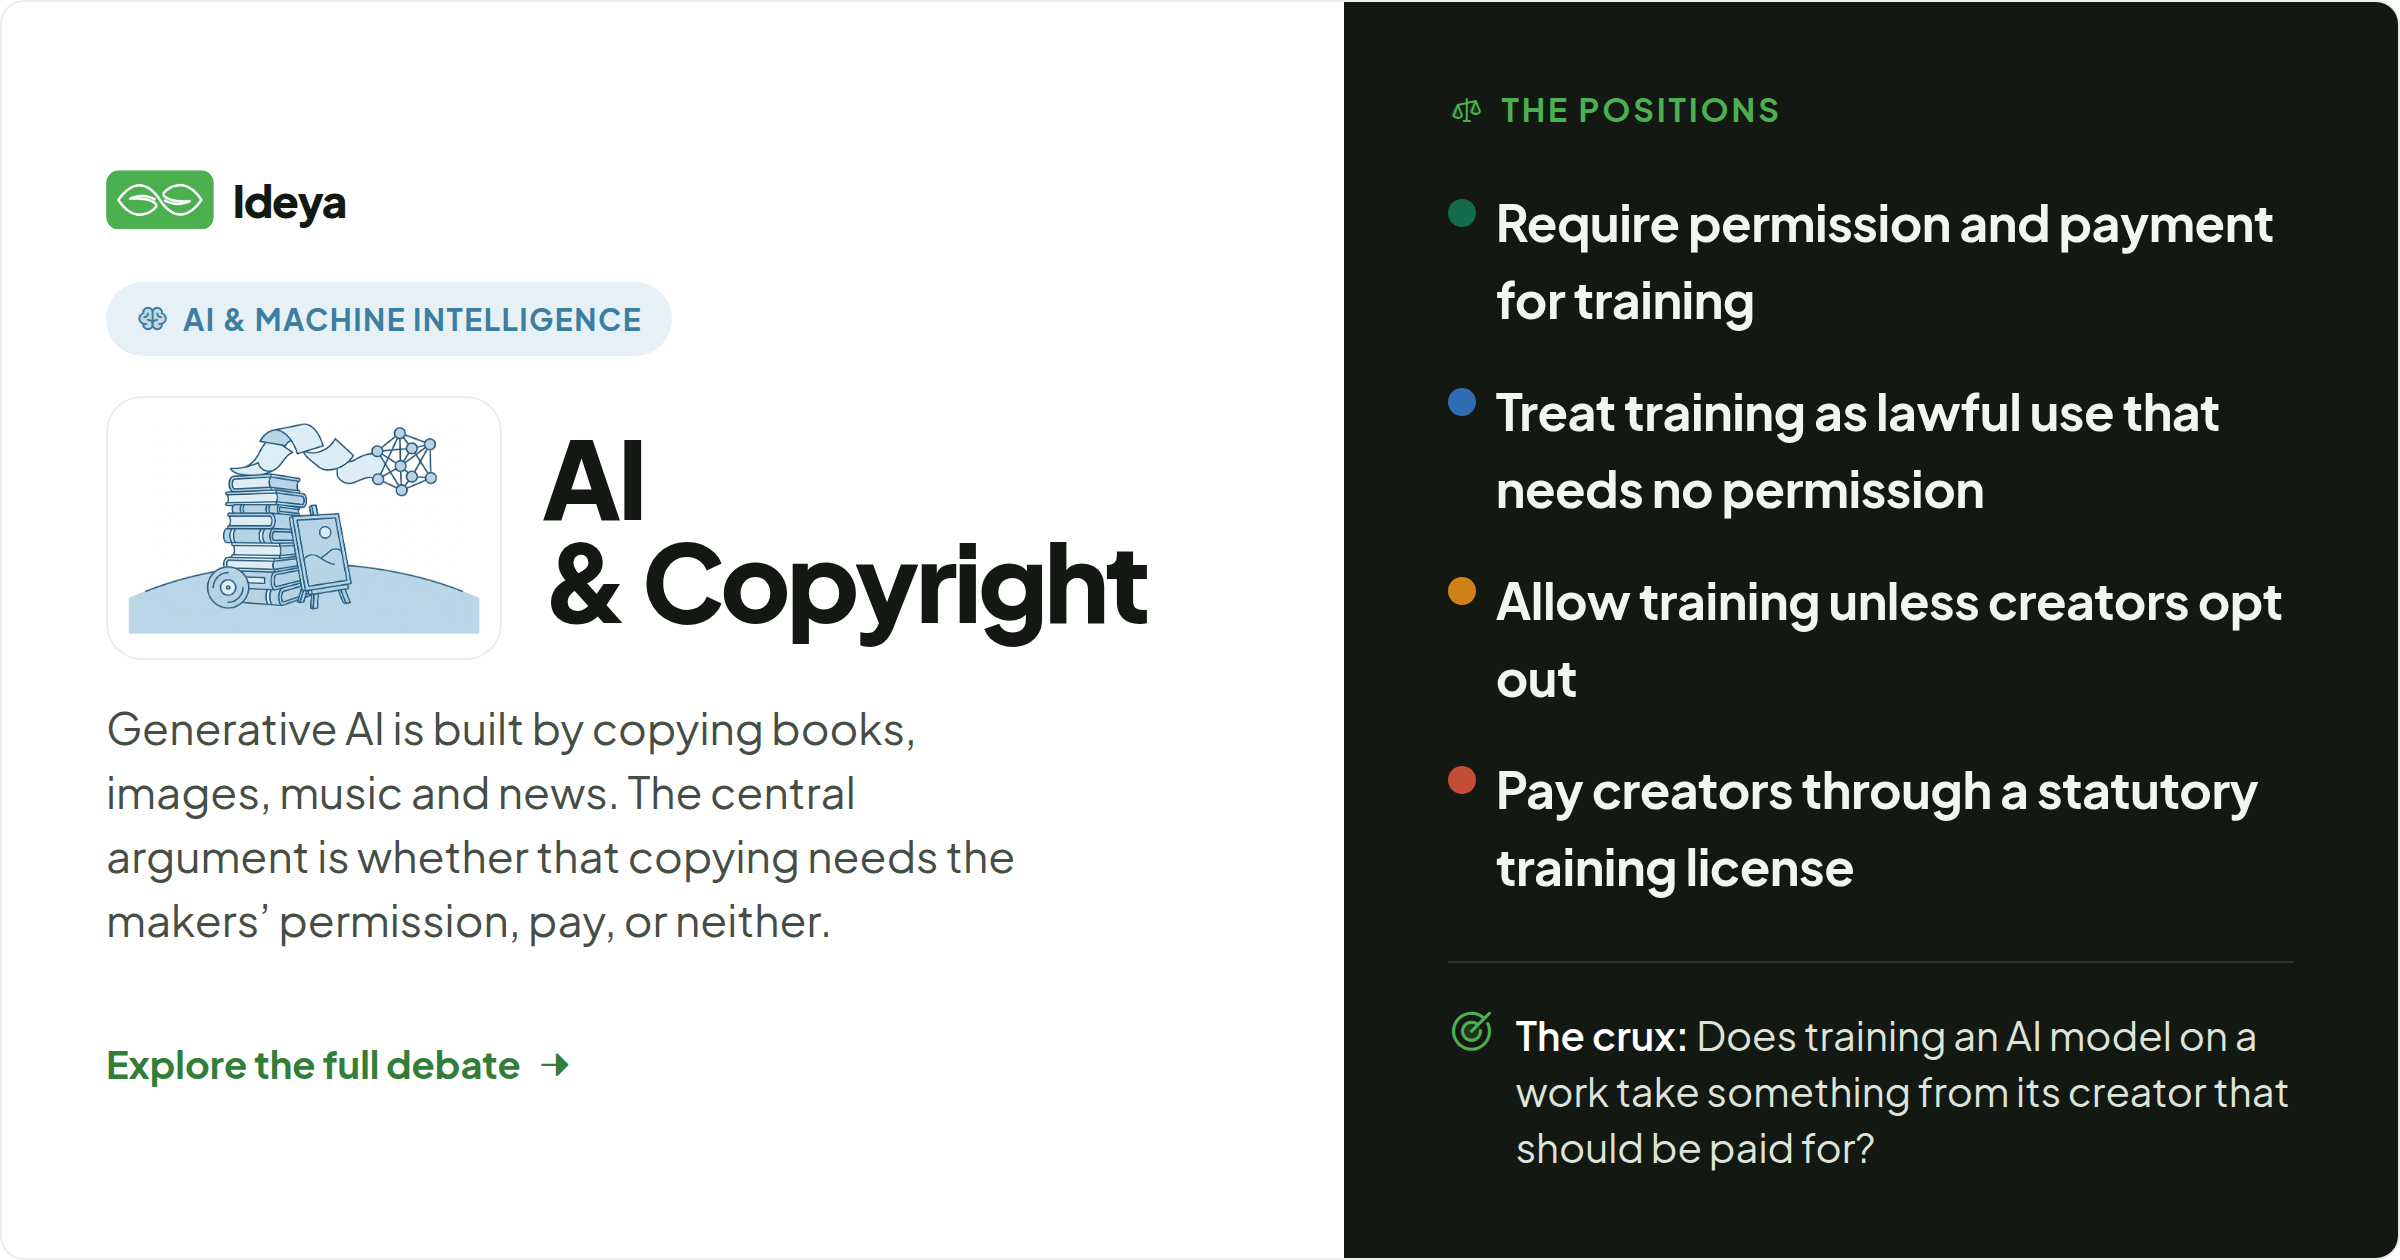 Ideya
AI & MACHINE INTELLIGENCE
AI
& Copyright
Generative AI is built by copying books,
images, music and news. The central
argument is whether that copying needs the
makers’ permission, pay, or neither.
Explore the full debate
THE POSITIONS
Require permission and payment
for training
Treat training as lawful use that
needs no permission
Allow training unless creators opt
out
Pay creators through a statutory
training license
The crux: Does training an AI model on a
work take something from its creator that
should be paid for?